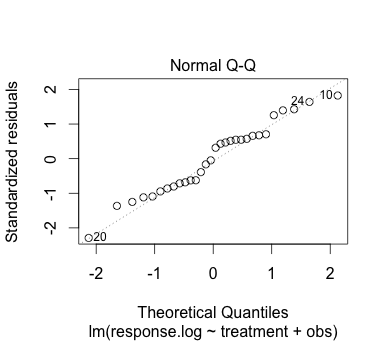 Normal Q-Q
Standardized residuals
2
1
0
-1
-2
24
10
20
-2 -1 0 1 2
Theoretical Quantiles
lm(response.log ~ treatment + obs)